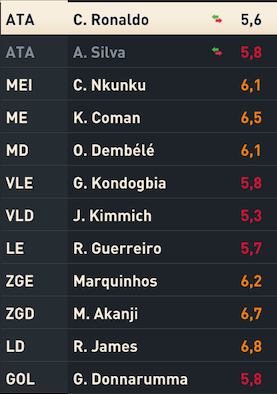 ATA C. Ronaldo 5,6
ATA A. Silva 5,8
MEI C. Nkunku 6,1
ME K. Coman 6,5
MD O. Dembélé 6,1
VLE G. Kondogbia 5,8
VLD J. Kimmich 5,3
LE R. Guerreiro 5,7
ZGE Marquinhos 6,2
ZGD M. Akanji 6,7
LD R. James 6,8
GOL G. Donnarumma 5,8